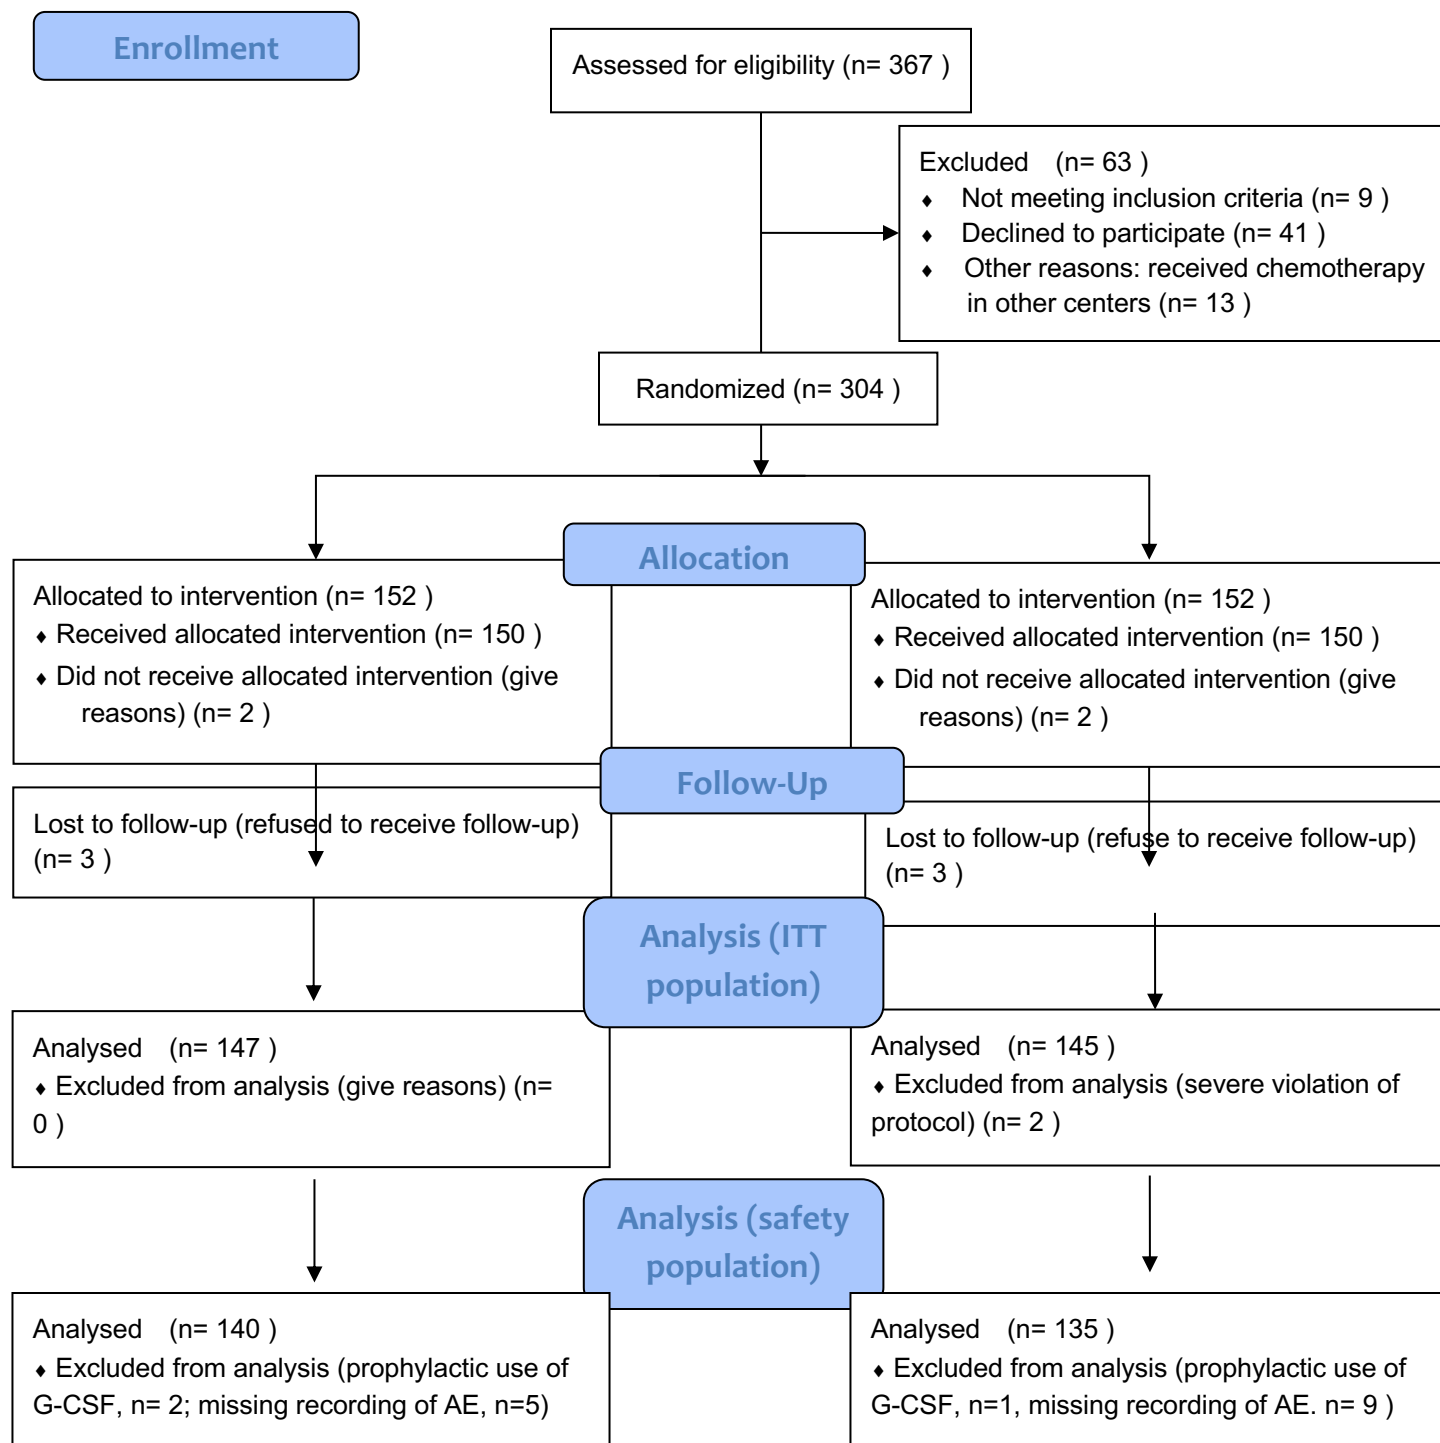 Enrollment
Assessed for eligibility (n= 367 )
Excluded (n= 63 )
♦ Not meeting inclusion criteria (n= 9 )
♦ Declined to participate (n= 41 )
♦ Other reasons: received chemotherapy
in other centers (n= 13 )
Randomized (n= 304 )
Allocation
Allocated to intervention (n= 152 )
♦ Received allocated intervention (n= 150 )
♦ Did not receive allocated intervention (give
reasons) (n= 2 )
Allocated to intervention (n= 152 )
♦ Received allocated intervention (n= 150 )
♦ Did not receive allocated intervention (give
reasons) (n= 2 )
Follow-Up
Lost to follow-up (refused to receive follow-up)
(n= 3 )
Lost to follow-up (refuse to receive follow-up)
(n= 3 )
Analysis (ITT
population)
Analysed (n= 147 )
♦ Excluded from analysis (give reasons) (n=
0 )
Analysed (n= 145 )
♦ Excluded from analysis (severe violation of
protocol) (n= 2 )
Analysis (safety
population)
Analysed (n= 140 )
♦ Excluded from analysis (prophylactic use of
G-CSF, n= 2; missing recording of AE, n=5)
Analysed (n= 135 )
♦ Excluded from analysis (prophylactic use of
G-CSF, n=1, missing recording of AE. n= 9 )